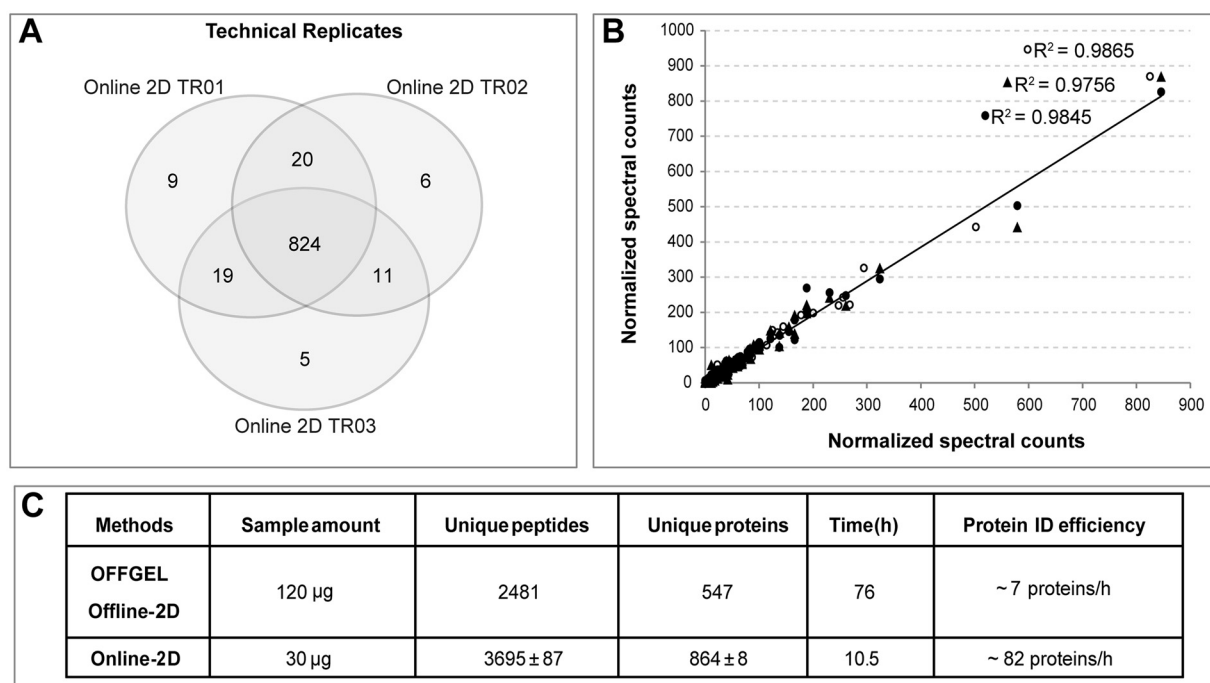 A
Technical Replicates
Online 2D TR01
Online 2D TR02
20
9
6
824
19
11
5
Online 2D TR03
B
Normalized spectral counts
1000
900
800
700
600
500
400
300
200
100
0
R² = 0.9865
R² = 0.9756
R² = 0.9845
0 100 200 300 400 500 600 700 800 900
Normalized spectral counts
C
Methods Sample amount Unique peptides Unique proteins Time(h) Protein ID efficiency
OFFGEL
Offline-2D 120 µg 2481 547 76 ~ 7 proteins/h
Online-2D 30 µg 3695 ± 87 864 ± 8 10.5 ~ 82 proteins/h